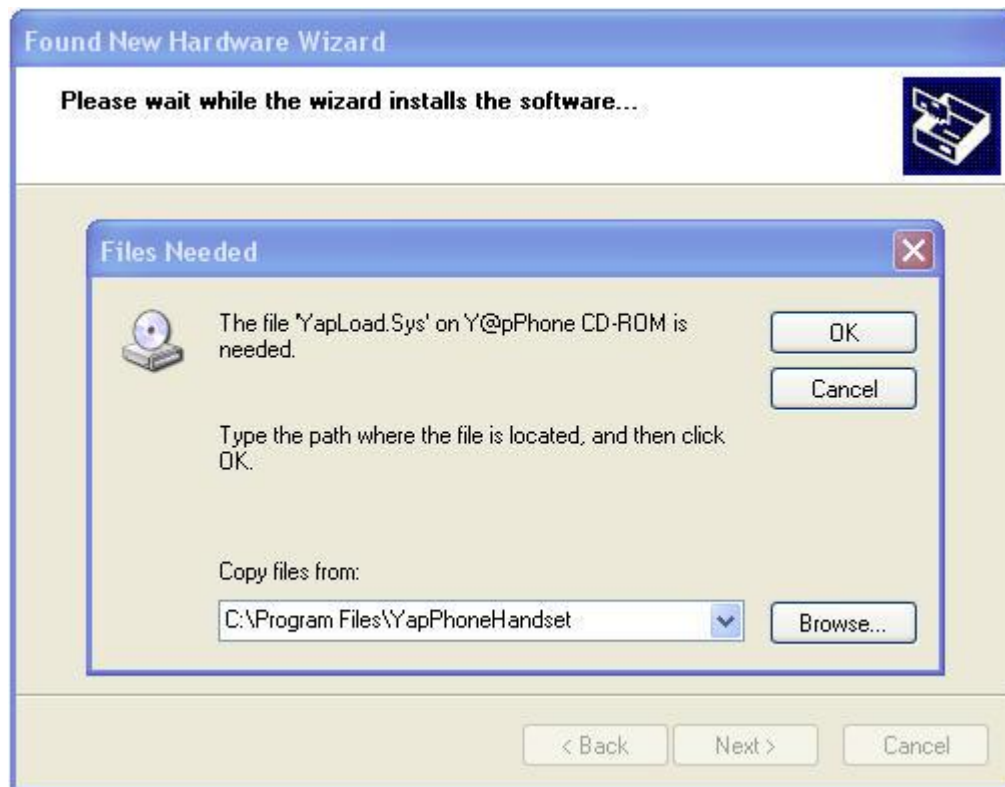 Found New Hardware Wizard
Please wait while the wizard installs the software...
Files Needed
The file 'YapLoad.Sys' on Y@pPhone CD-ROM is
needed.
OK
Cancel
Type the path where the file is located, and then click
OK.
Copy files from:
C:\Program Files\YapPhoneHandset
Browse...
< Back
Next >
Cancel